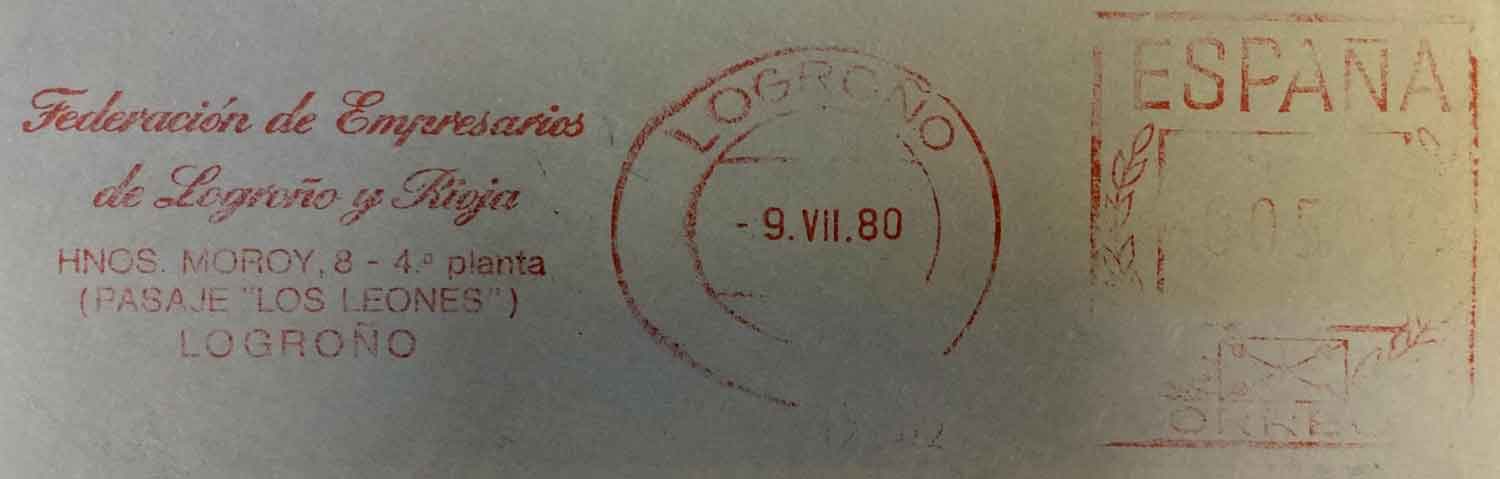 Federación de Empresarios
de Logroño y Rioja
HNOS. MOROY, 8 - 4.º planta
(PASAJE "LOS LEONES")
LOGROÑO
LOGROÑO
- 9. VII. 80
ESPAÑA